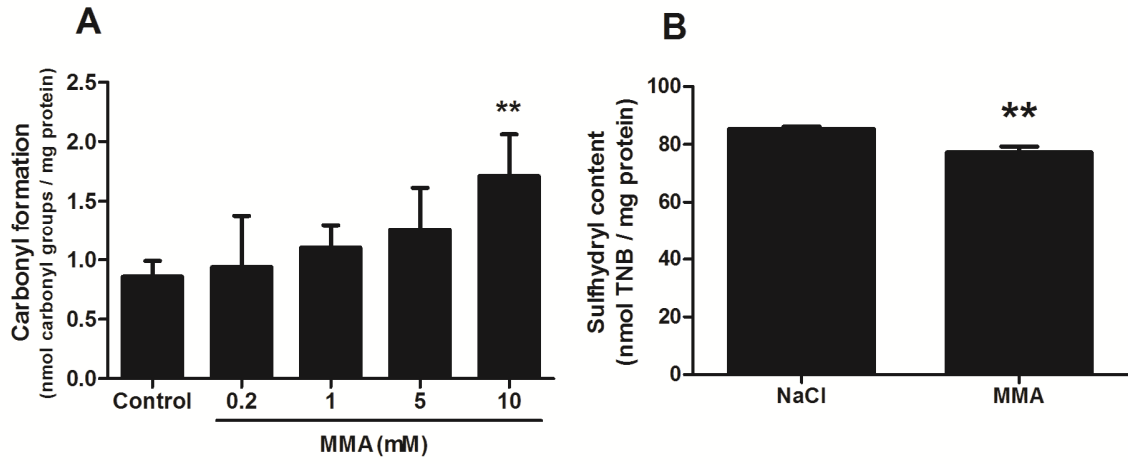 A
Carbonyl formation
(nmol carbonyl groups / mg protein)
2.5
2.0
1.5
1.0
0.5
0.0
**
Control 0.2 1 5 10
MMA (mM)
B
Sulfhydryl content
(nmol TNB / mg protein)
100
80
60
40
20
0
**
NaCl MMA